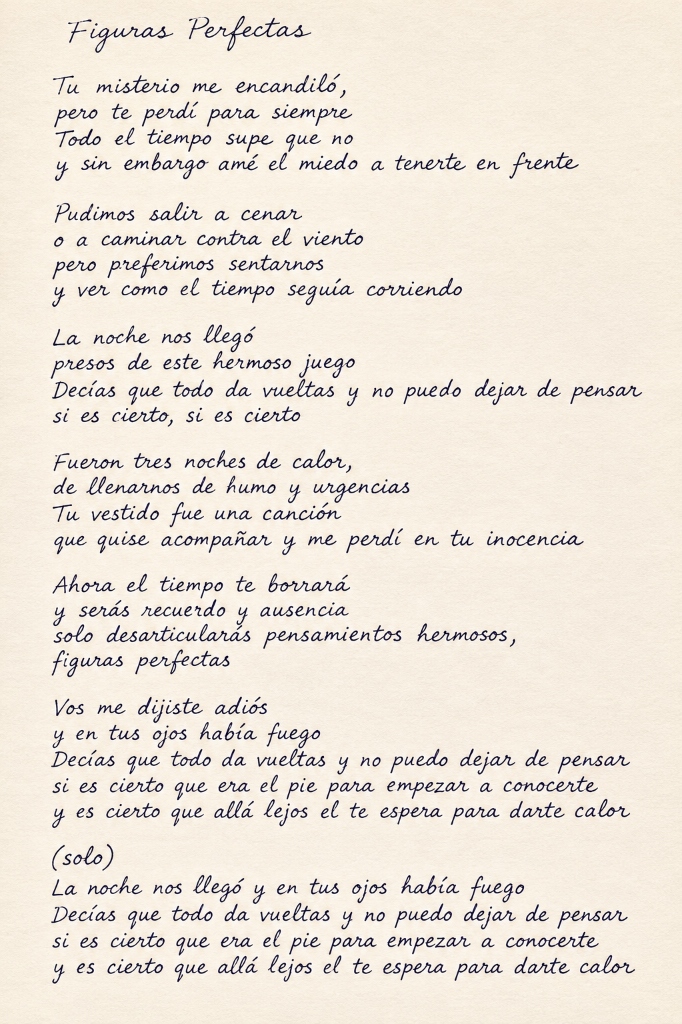 Figuras Perfectas
Tu misterio me encandiló,
pero te perdí para siempre
Todo el tiempo supe que no
y sin embargo amé el miedo a tenerte en frente
Pudimos salir a cenar
o a caminar contra el viento
pero preferimos sentarnos
y ver como el tiempo seguía corriendo
La noche nos llegó
presos de este hermoso juego
Decías que todo da vueltas y no puedo dejar de pensar
si es cierto, si es cierto
Fueron tres noches de calor,
de llenarnos de humo y urgencias
Tu vestido fue una canción
que quise acompañar y me perdí en tu inocencia
Ahora el tiempo te borrará
y serás recuerdo y ausencia
solo desarticularás pensamientos hermosos,
figuras perfectas
Vos me dijiste adiós
y en tus ojos había fuego
Decías que todo da vueltas y no puedo dejar de pensar
si es cierto que era el pie para empezar a conocerte
y es cierto que allá lejos el te espera para darte calor
(solo)
La noche nos llegó y en tus ojos había fuego
Decías que todo da vueltas y no puedo dejar de pensar
si es cierto que era el pie para empezar a conocerte
y es cierto que allá lejos el te espera para darte calor